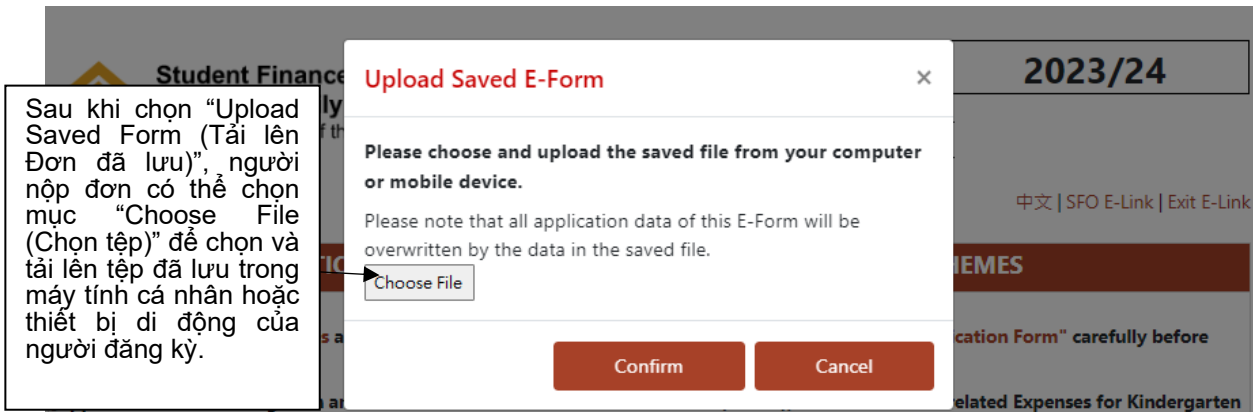 Student Finance
2023/24
ly
f th
中文 | SFO E-Link | Exit E-Link
Sau khi chọn “Upload
Saved Form (Tải lên
Đơn đã lưu)”, người
nộp đơn có thể chọn
mục “Choose File
(Chọn tệp)” để chọn và
tải lên tệp đã lưu trong
máy tính cá nhân hoặc
thiết bị di động của
người đăng kỳ.
Upload Saved E-Form ×
Please choose and upload the saved file from your computer
or mobile device.
Please note that all application data of this E-Form will be
overwritten by the data in the saved file.
Choose File
Confirm
Cancel
IEMES
cation Form" carefully before
elated Expenses for Kindergarten